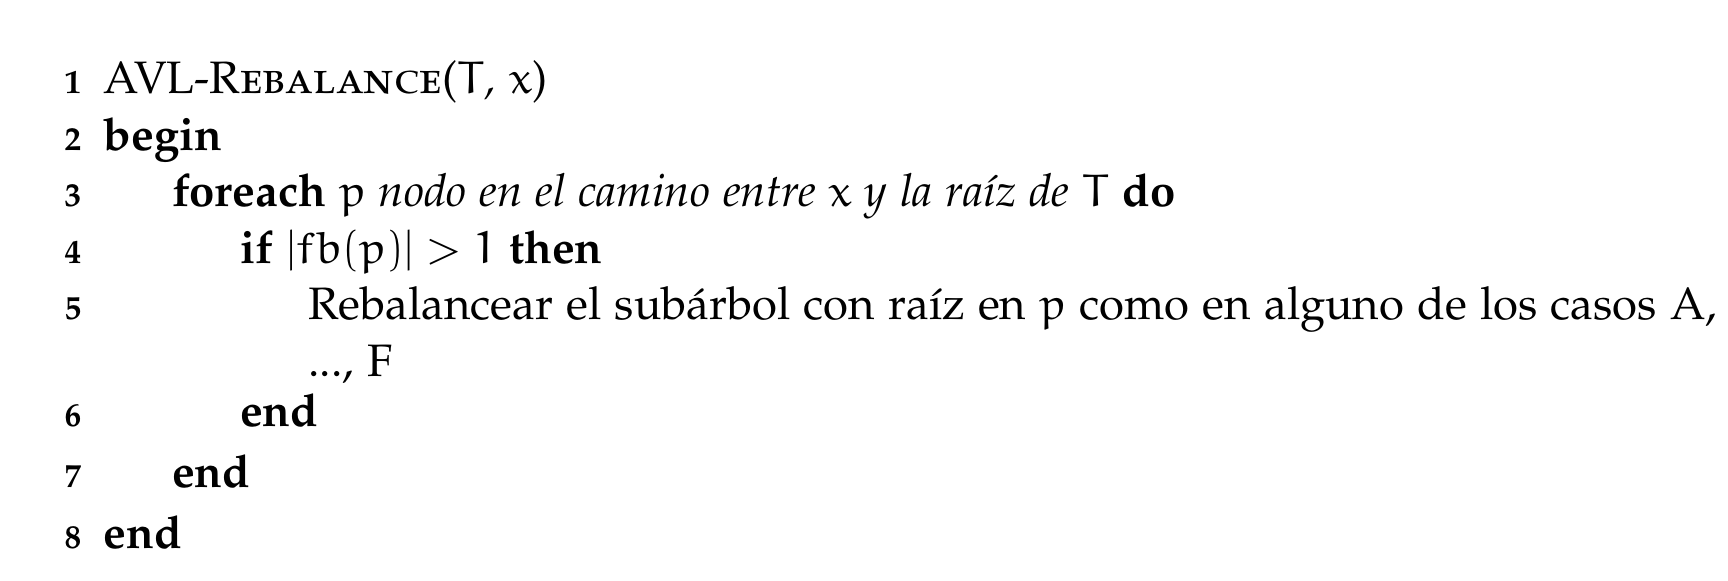 1 AVL-REBALANCE(T, x)
2 begin
3 foreach p nodo en el camino entre x y la raíz de T do
4 if |fb(p)| > 1 then
5 Rebalancear el subárbol con raíz en p como en alguno de los casos A,
..., F
6 end
7 end
8 end